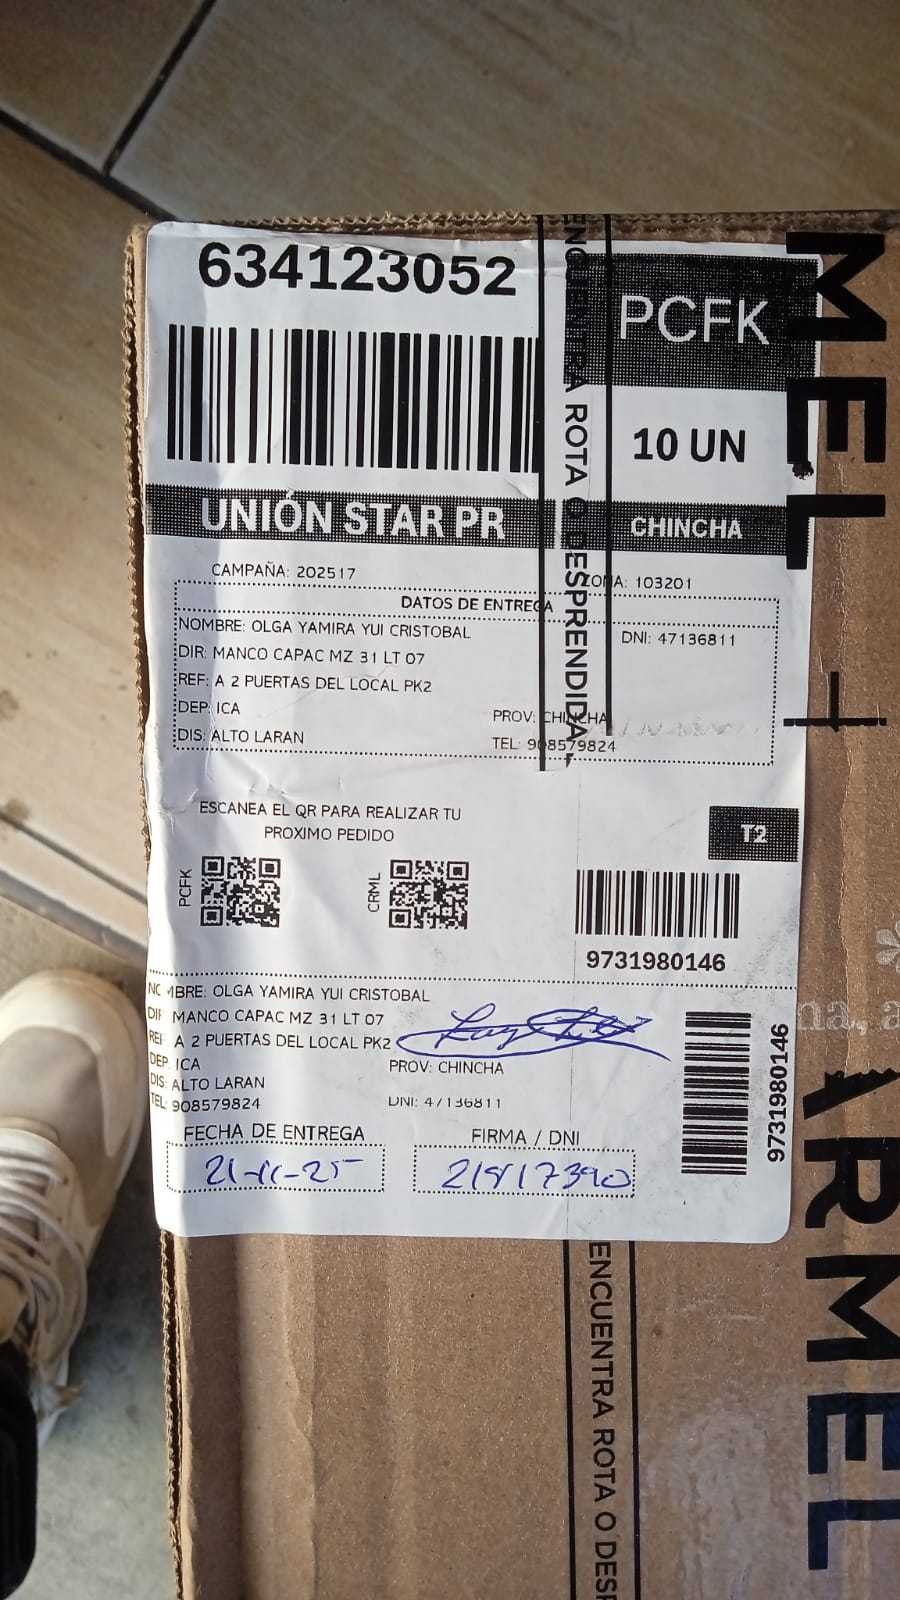 634123052
PCFK
10 UN
UNIÓN STAR PR
CHINCHA
CAMPAÑA: 202517
ZONA: 103201
DATOS DE ENTREGA
NOMBRE: OLGA YAMIRA YUI CRISTOBAL
DNI: 47136811
DIR: MANCO CAPAC MZ 31 LT 07
REF: A 2 PUERTAS DEL LOCAL PK2
DEP: ICA
PROV: CHINCHA
DIS: ALTO LARAN
TEL: 908579824
ESCANEA EL QR PARA REALIZAR TU
PROXIMO PEDIDO
T2
PCFK
CRML
9731980146
NOMBRE: OLGA YAMIRA YUI CRISTOBAL
DIR: MANCO CAPAC MZ 31 LT 07
REF: A 2 PUERTAS DEL LOCAL PK2
DEP: ICA
PROV: CHINCHA
DIS: ALTO LARAN
TEL: 908579824
DNI: 47136811
9731980146
FECHA DE ENTREGA
FIRMA / DNI
21-11-25
21817390
ENCUENTRA ROTA O DESPRENDIDA,
ENCUENTRA ROTA O DESP
MEL
ARMEL
na, a